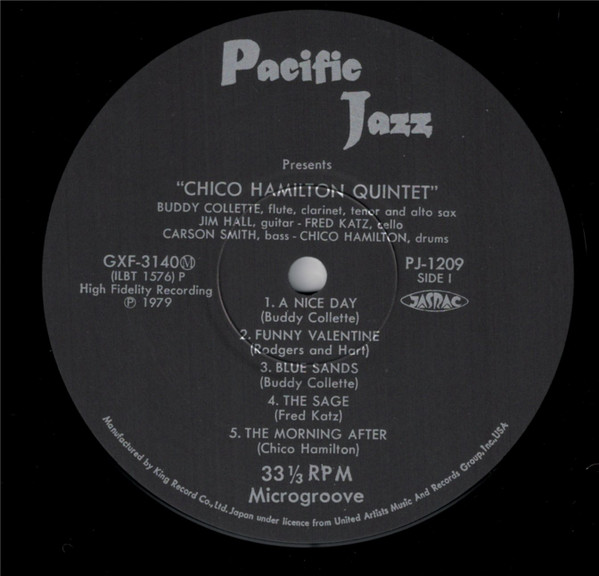 Pacific
Jazz
Presents
"CHICO HAMILTON QUINTET"
BUDDY COLLETTE, flute, clarinet, tenor and alto sax
JIM HALL, guitar - FRED KATZ, cello
CARSON SMITH, bass - CHICO HAMILTON, drums
GXF-3140Ⓜ
(ILBT 1576) P
High Fidelity Recording
Ⓟ 1979
PJ-1209
SIDE I
JASRAC
1. A NICE DAY
(Buddy Collette)
2. FUNNY VALENTINE
(Rodgers and Hart)
3. BLUE SANDS
(Buddy Collette)
4. THE SAGE
(Fred Katz)
5. THE MORNING AFTER
(Chico Hamilton)
33 1/3 RPM
Microgroove
Manufactured by King Record Co., Ltd, Japan under licence from United Artists Music And Records Group, Inc, USA